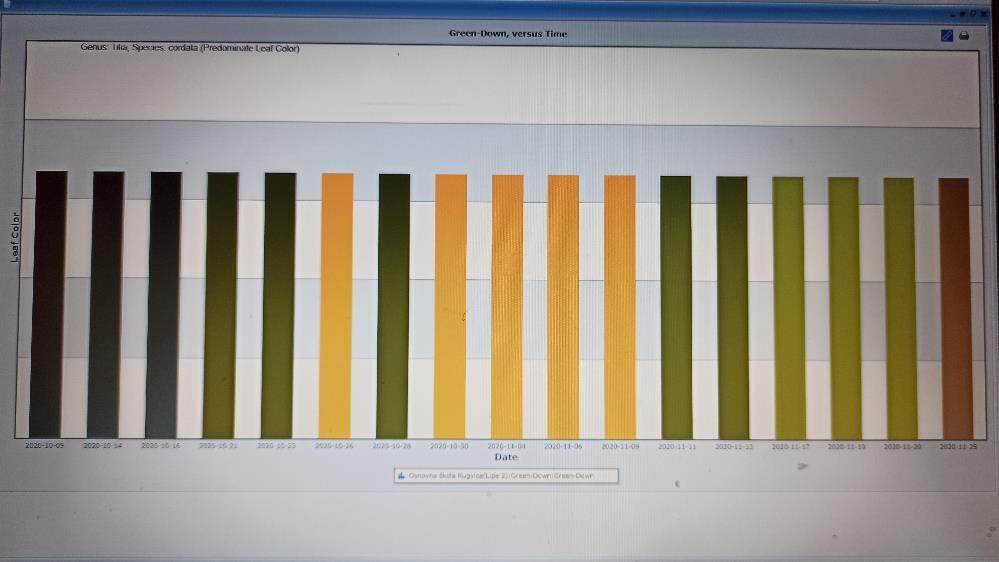 Green-Down, versus Time
Genus: Tilia, Species: cordata (Predominate Leaf Color)
Leaf Color
2020-10-09 2020-10-14 2020-10-16 2020-10-21 2020-10-23 2020-10-26 2020-10-28 2020-10-30 2020-11-04 2020-11-06 2020-11-09 2020-11-11 2020-11-13 2020-11-17 2020-11-19 2020-11-20 2020-11-25
Date
Osnovna škola Rugvica(Lipa 2):Green-Down:Green-Down